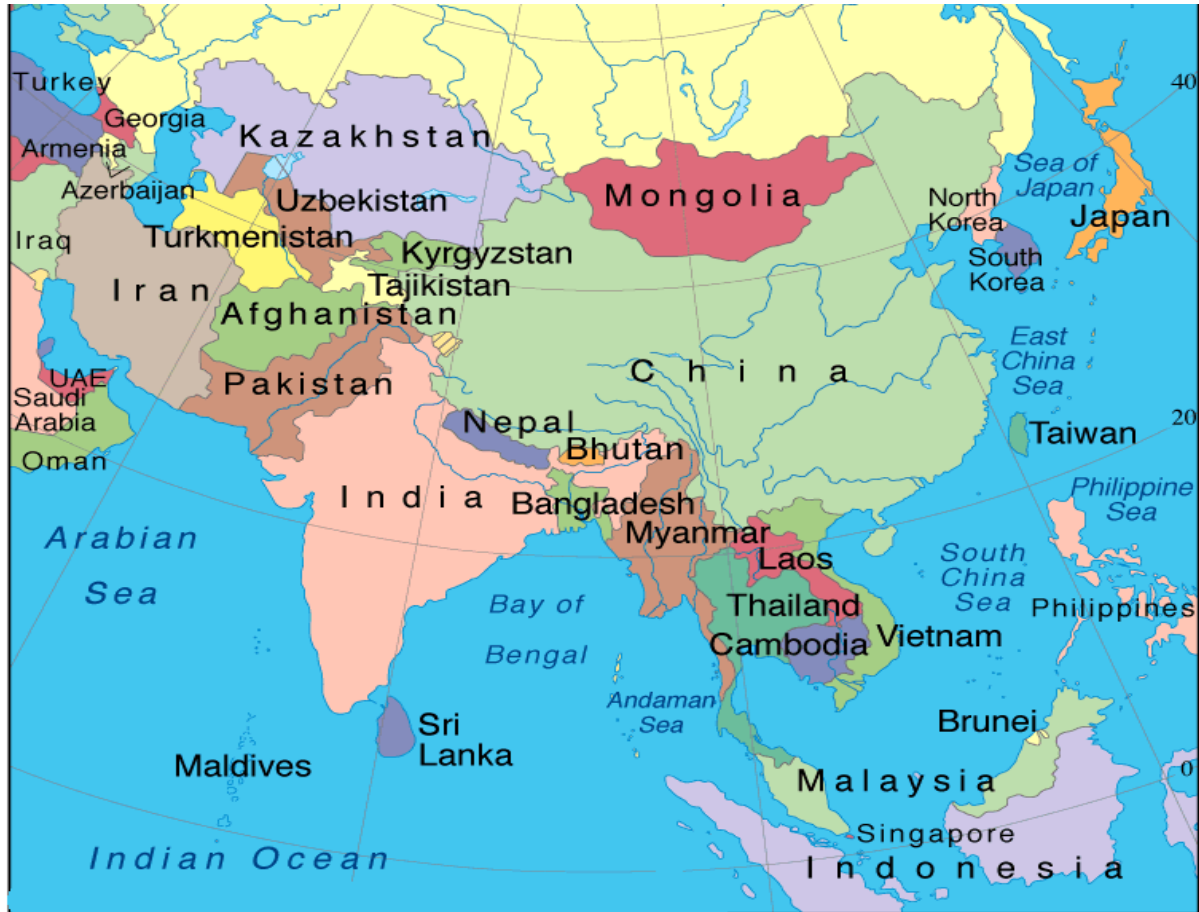 40
Turkey
Georgia
Kazakhstan
Armenia
Sea of
Japan
Azerbaijan
Uzbekistan
Mongolia
North
Korea
Japan
Iraq
Turkmenistan
Kyrgyzstan
South
Korea
Iran
Tajikistan
Afghanistan
East
China
Sea
UAE
Pakistan
China
Saudi
Arabia
Nepal
20
Taiwan
Oman
Bhutan
India
Bangladesh
Philippine
Sea
Arabian
Sea
Myanmar
Laos
South
China
Sea
Bay of
Bengal
Thailand
Philippines
Cambodia
Vietnam
Andaman
Sea
Sri
Lanka
Brunei
Maldives
Malaysia
0
Singapore
Indian Ocean
Indonesia